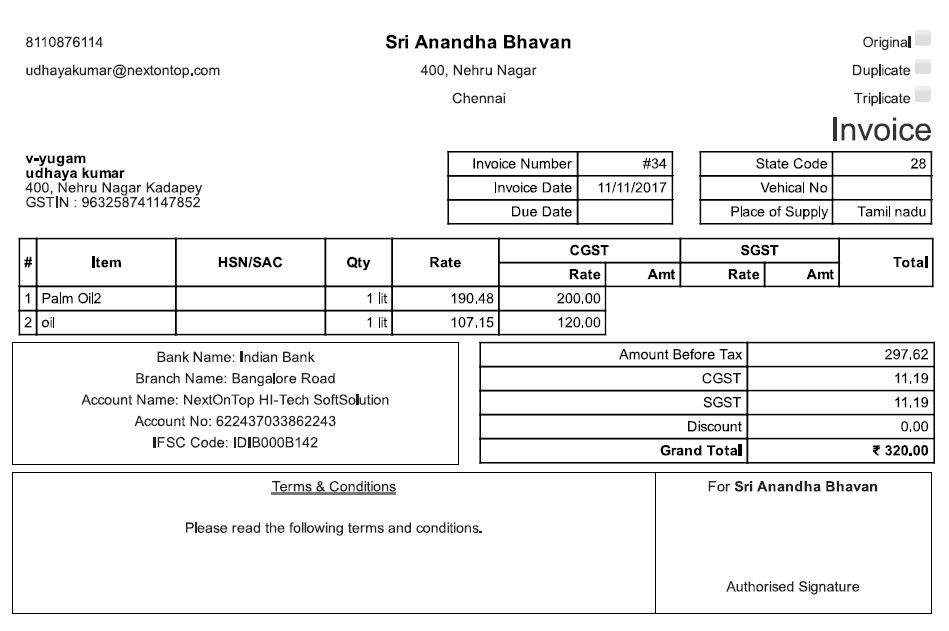 8110876114
Sri Anandha Bhavan
Original
udhayakumar@nextontop.com
400, Nehru Nagar
Duplicate
Chennai
Triplicate
Invoice
v-yugam
udhaya kumar
400, Nehru Nagar Kadapey
GSTIN : 963258741147852
Invoice Number #34
Invoice Date 11/11/2017
Due Date
State Code 28
Vehical No
Place of Supply Tamil nadu
# Item HSN/SAC Qty Rate CGST SGST Total
Rate Amt Rate Amt
1 Palm Oil2 1 lit 190.48 200.00
2 oil 1 lit 107.15 120.00
Bank Name: Indian Bank
Branch Name: Bangalore Road
Account Name: NextOnTop HI-Tech SoftSolution
Account No: 622437033862243
IFSC Code: IDIB000B142
Amount Before Tax 297.62
CGST 11.19
SGST 11.19
Discount 0.00
Grand Total ₹ 320.00
Terms & Conditions
Please read the following terms and conditions.
For Sri Anandha Bhavan
Authorised Signature